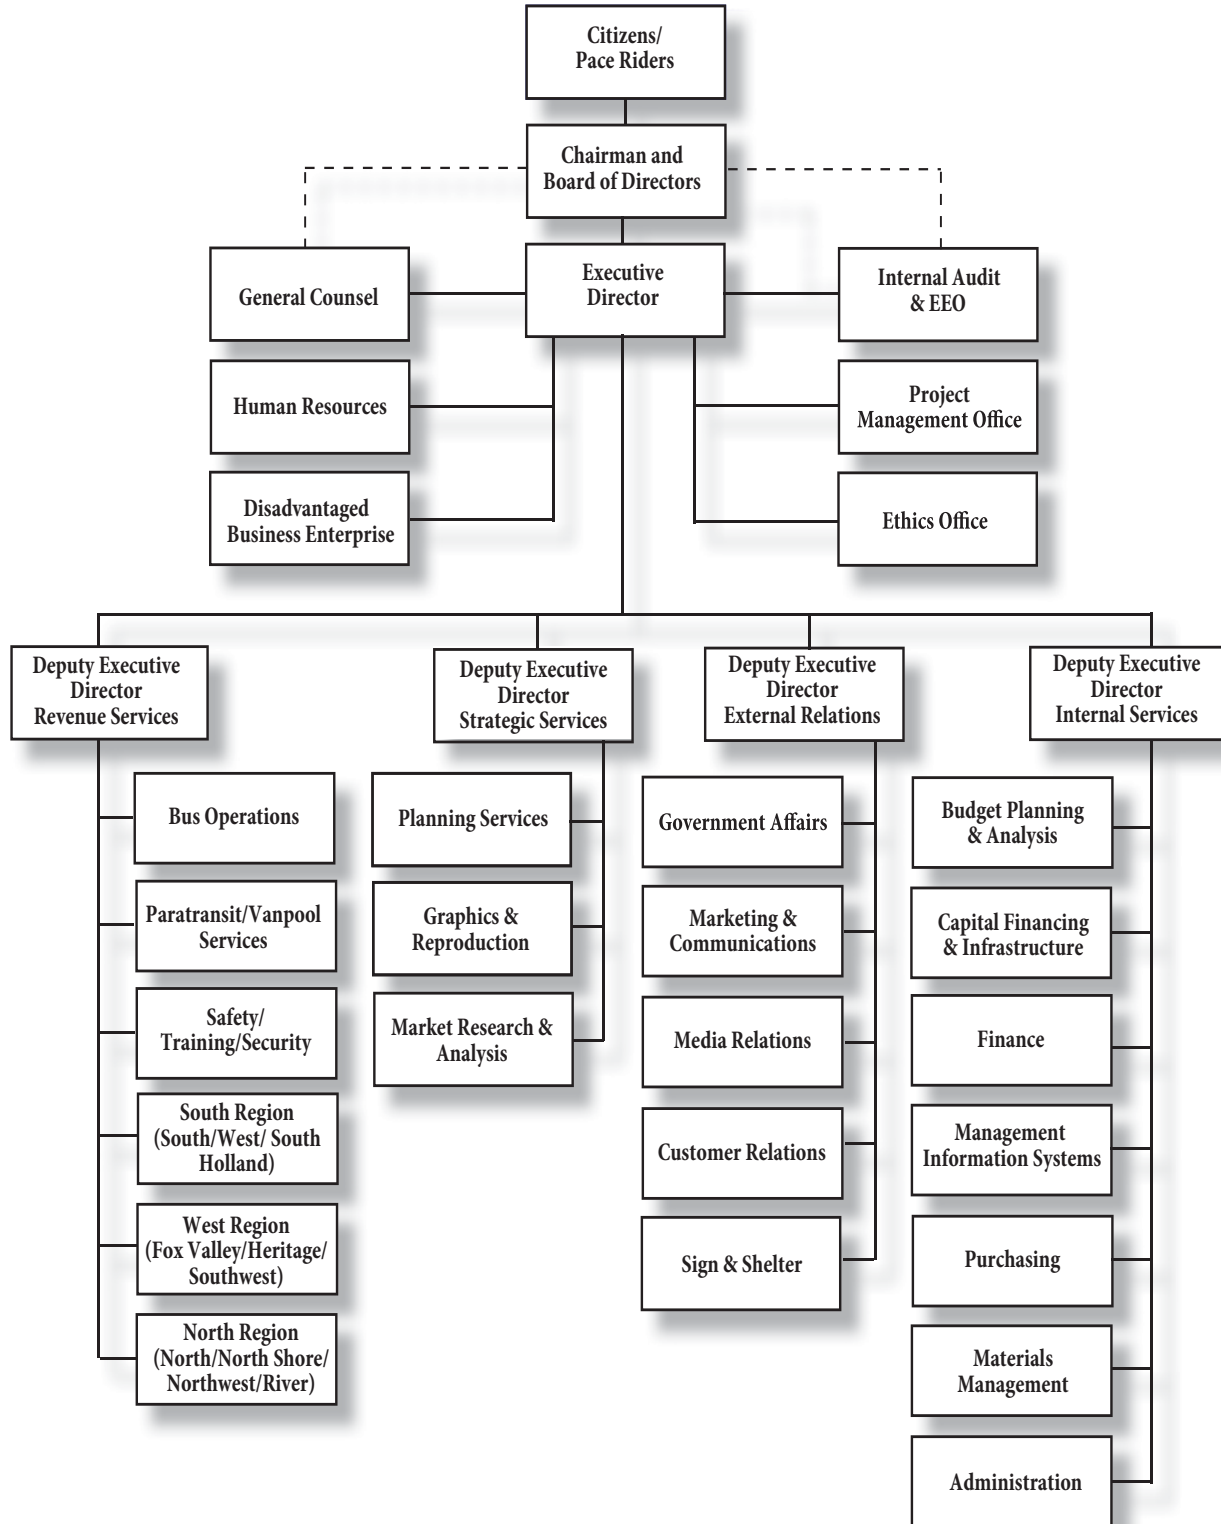 Citizens/
Pace Riders
Chairman and
Board of Directors
General Counsel
Executive
Director
Internal Audit
& EEO
Human Resources
Project
Management Office
Disadvantaged
Business Enterprise
Ethics Office
Deputy Executive
Director
Revenue Services
Deputy Executive
Director
Strategic Services
Deputy Executive
Director
External Relations
Deputy Executive
Director
Internal Services
Bus Operations
Paratransit/Vanpool
Services
Safety/
Training/Security
South Region
(South/West/ South
Holland)
West Region
(Fox Valley/Heritage/
Southwest)
North Region
(North/North Shore/
Northwest/River)
Planning Services
Graphics &
Reproduction
Market Research &
Analysis
Government Affairs
Marketing &
Communications
Media Relations
Customer Relations
Sign & Shelter
Budget Planning
& Analysis
Capital Financing
& Infrastructure
Finance
Management
Information Systems
Purchasing
Materials
Management
Administration